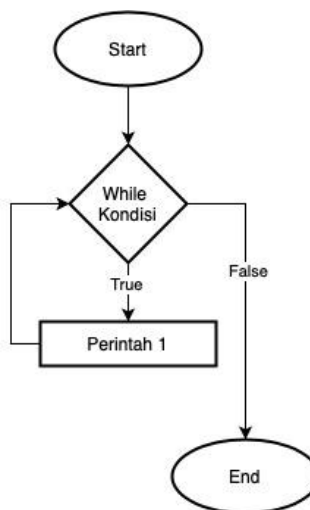 Start
While
Kondisi
True
False
Perintah 1
End